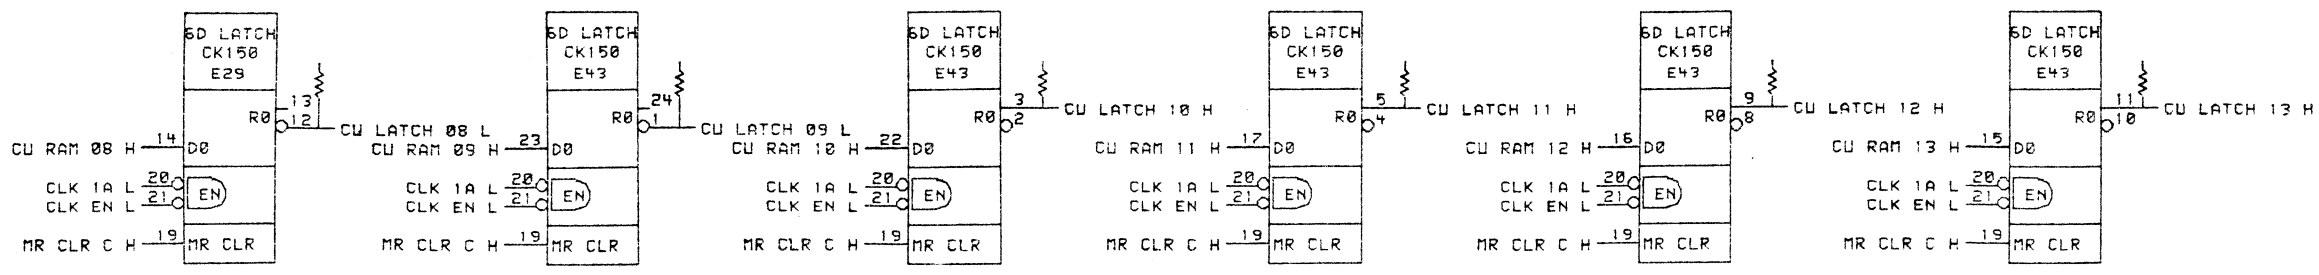 6D LATCH
CK150
E29
13
R0
12
CU LATCH 08 L
CU RAM 08 H 14 D0
CLK 1A L 20
CLK EN L 21
EN
MR CLR C H 19 MR CLR
6D LATCH
CK150
E43
24
R0
1
CU LATCH 09 L
CU RAM 09 H 23 D0
CLK 1A L 20
CLK EN L 21
EN
MR CLR C H 19 MR CLR
6D LATCH
CK150
E43
3
CU LATCH 10 H
R0
2
CU RAM 10 H 22 D0
CLK 1A L 20
CLK EN L 21
EN
MR CLR C H 19 MR CLR
6D LATCH
CK150
E43
5
CU LATCH 11 H
R0
4
CU RAM 11 H 17 D0
CLK 1A L 20
CLK EN L 21
EN
MR CLR C H 19 MR CLR
6D LATCH
CK150
E43
9
CU LATCH 12 H
R0
8
CU RAM 12 H 16 D0
CLK 1A L 20
CLK EN L 21
EN
MR CLR C H 19 MR CLR
6D LATCH
CK150
E43
11
CU LATCH 13 H
R0
10
CU RAM 13 H 15 D0
CLK 1A L 20
CLK EN L 21
EN
MR CLR C H 19 MR CLR